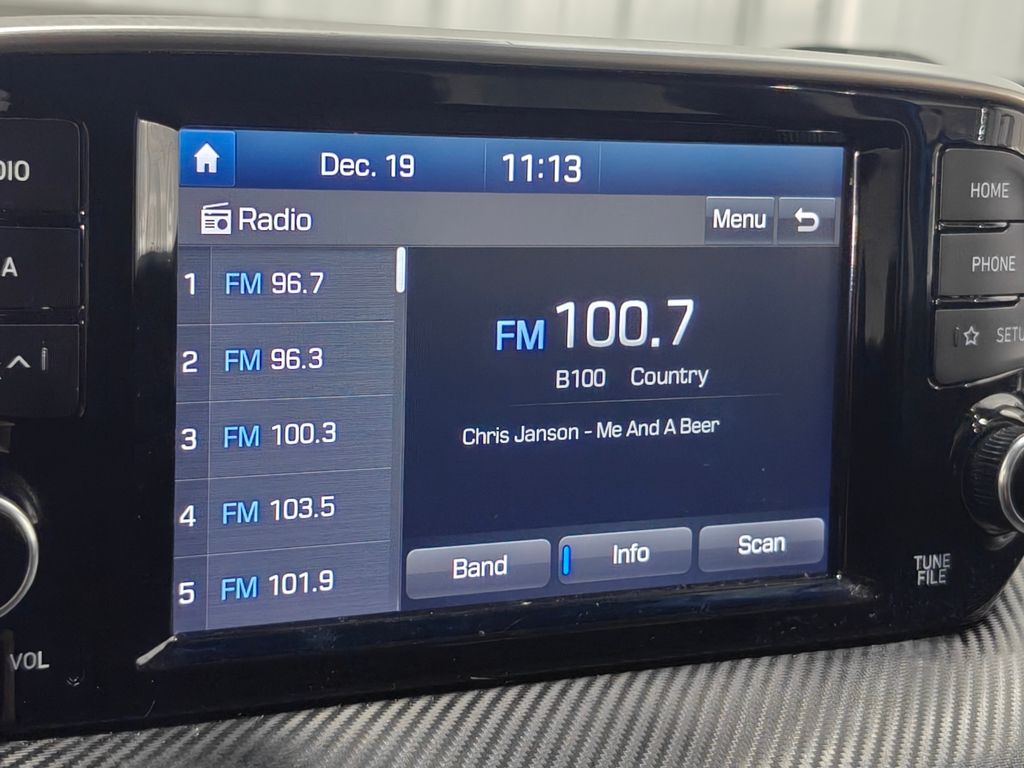 Dec. 19 11:13
Radio Menu
1 FM 96.7
2 FM 96.3
3 FM 100.3
4 FM 103.5
5 FM 101.9
FM 100.7
B100 Country
Chris Janson - Me And A Beer
Band Info Scan
DIO
A
VOL
HOME
PHONE
SETU
TUNE
FILE